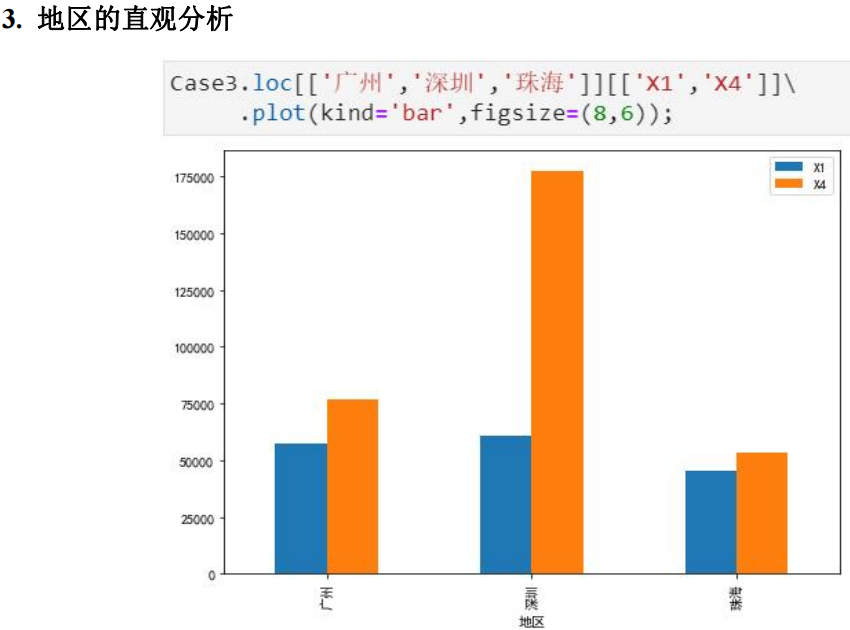 3. 地区的直观分析
Case3.loc[['广州','深圳','珠海']][['X1','X4']]\
.plot(kind='bar',figsize=(8,6));
X1
X4
175000
150000
125000
100000
75000
50000
25000
0
广州
深圳
珠海
地区